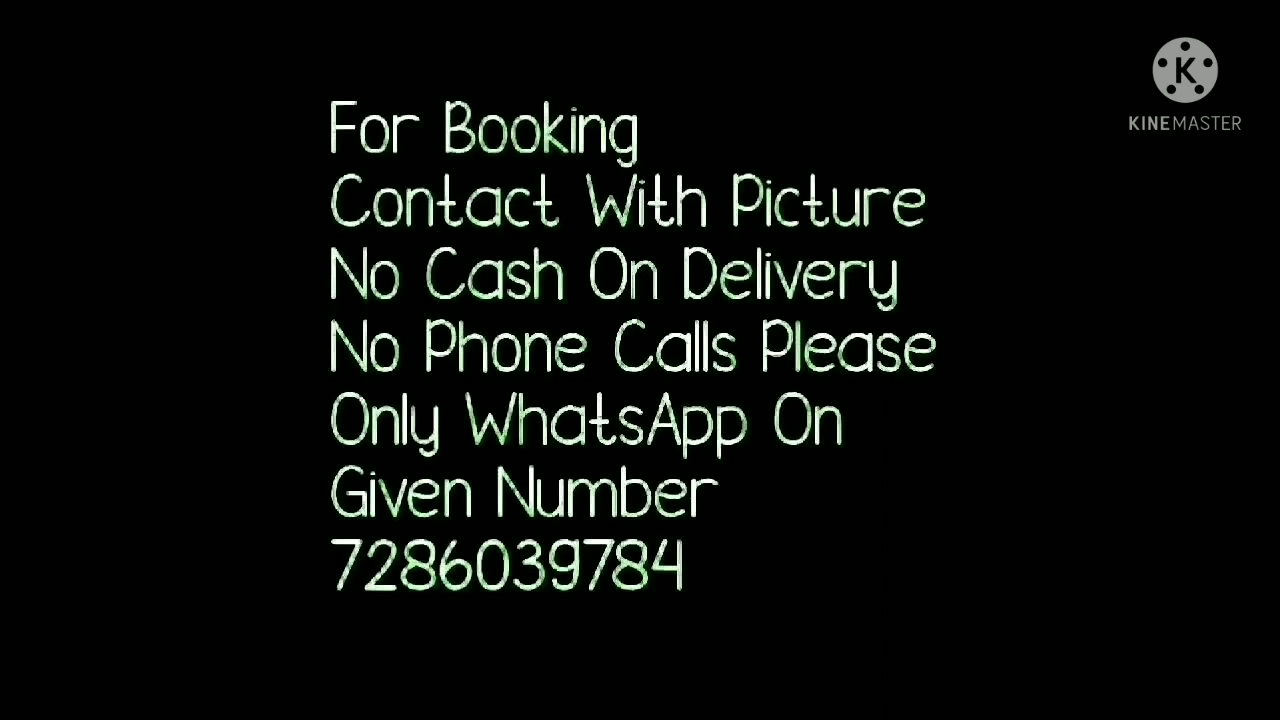 For Booking
Contact With Picture
No Cash On Delivery
No Phone Calls Please
Only WhatsApp On
Given Number
7286039784
K
KINEMASTER